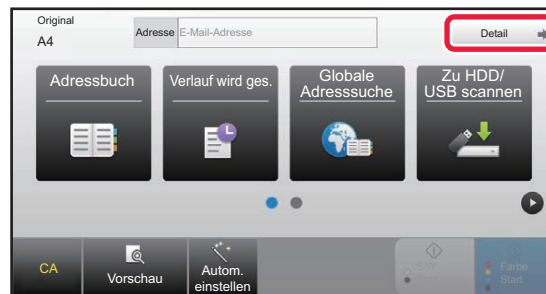 Original
A4
Adresse
E-Mail-Adresse
Detail
Adressbuch
Verlauf wird ges.
Globale
Adresssuche
Zu HDD/
USB scannen
CA
Vorschau
Autom.
einstellen
S/W
Start
Farbe
Start